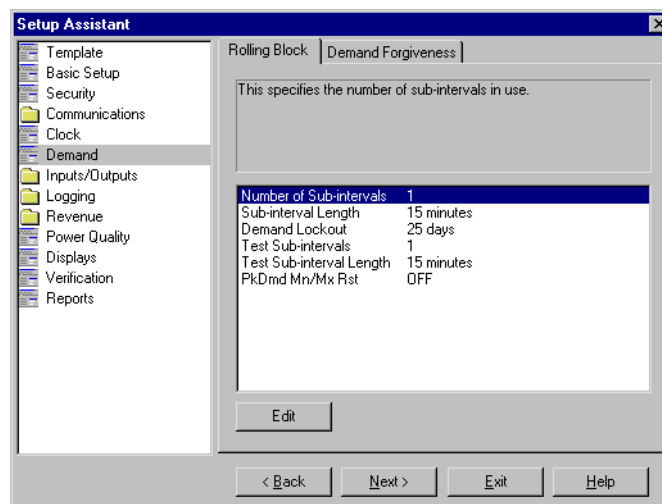 Setup Assistant
Template
Basic Setup
Security
Communications
Clock
Demand
Inputs/Outputs
Logging
Revenue
Power Quality
Displays
Verification
Reports
Rolling Block
Demand Forgiveness
This specifies the number of sub-intervals in use.
Number of Sub-intervals 1
Sub-interval Length 15 minutes
Demand Lockout 25 days
Test Sub-intervals 1
Test Sub-interval Length 15 minutes
PkDmd Mn/Mx Rst OFF
Edit
< Back
Next >
Exit
Help